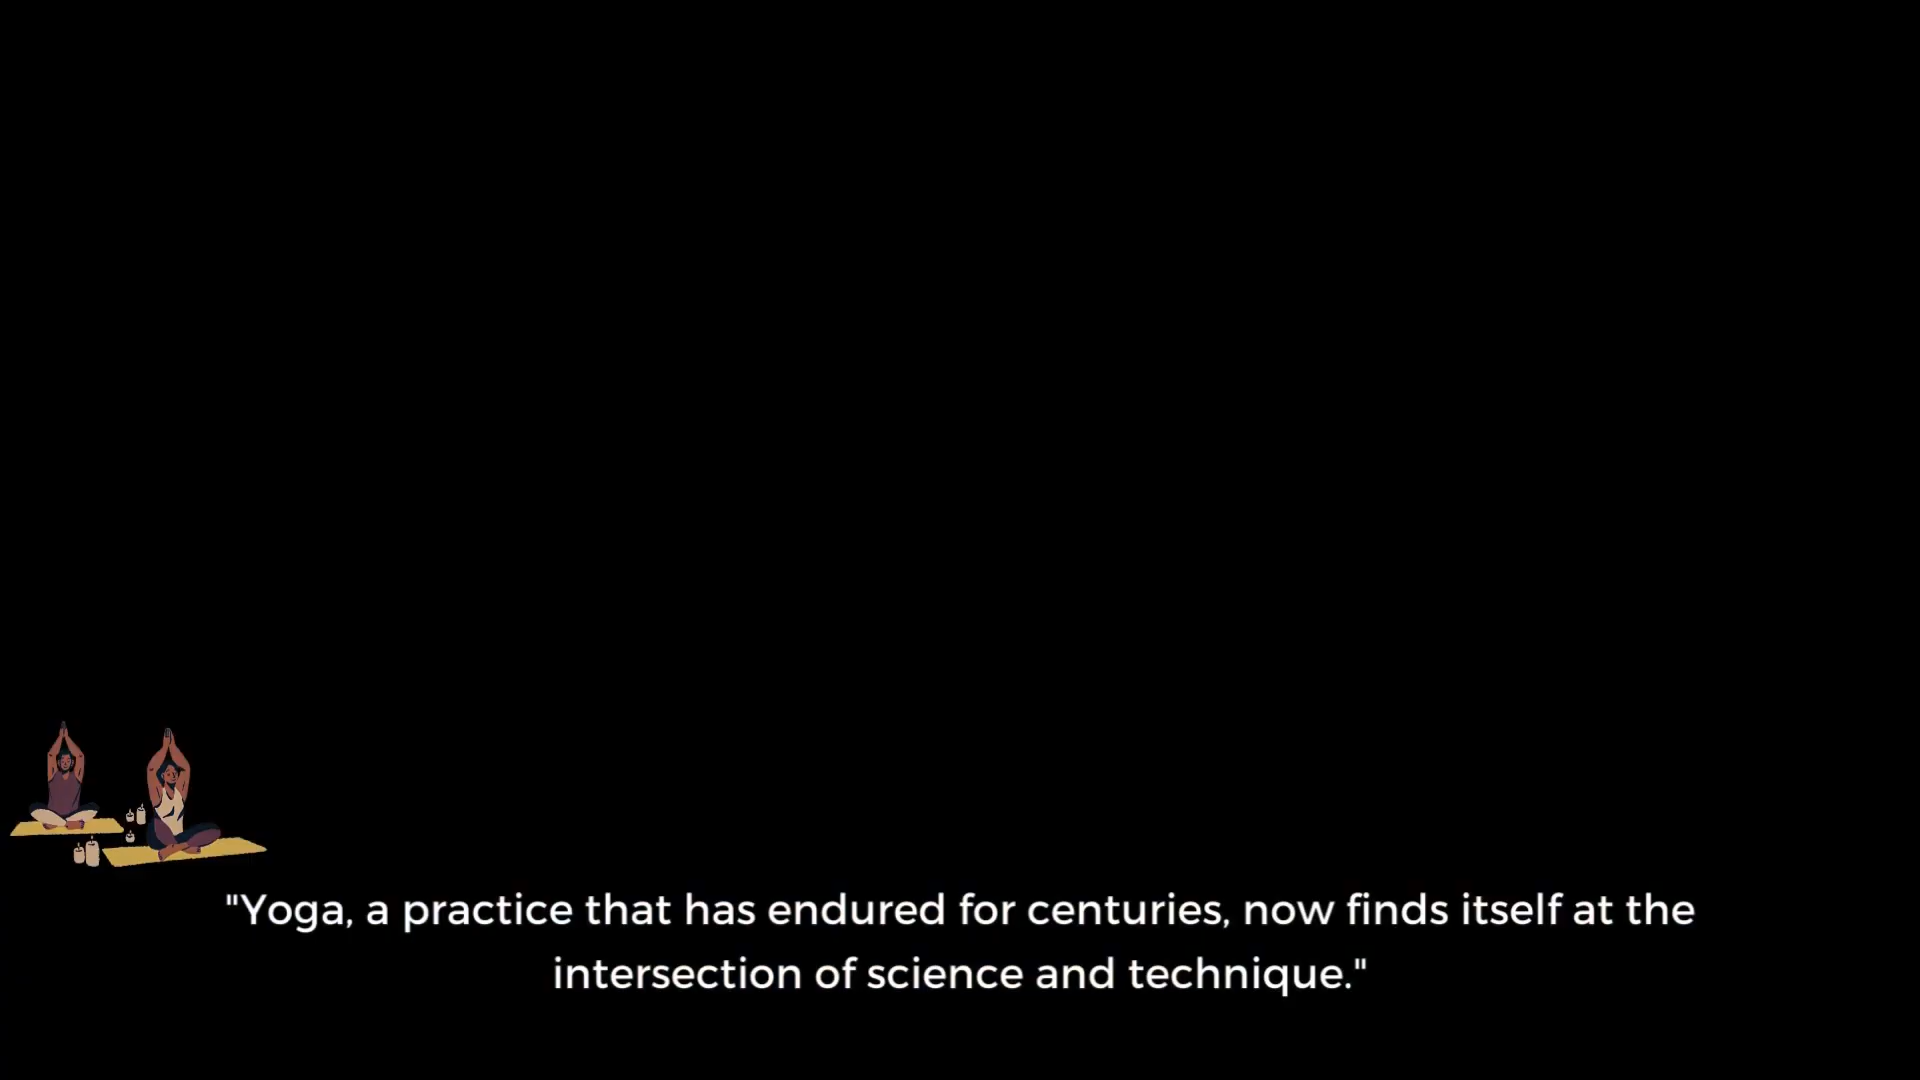 "Yoga, a practice that has endured for centuries, now finds itself at the
intersection of science and technique."